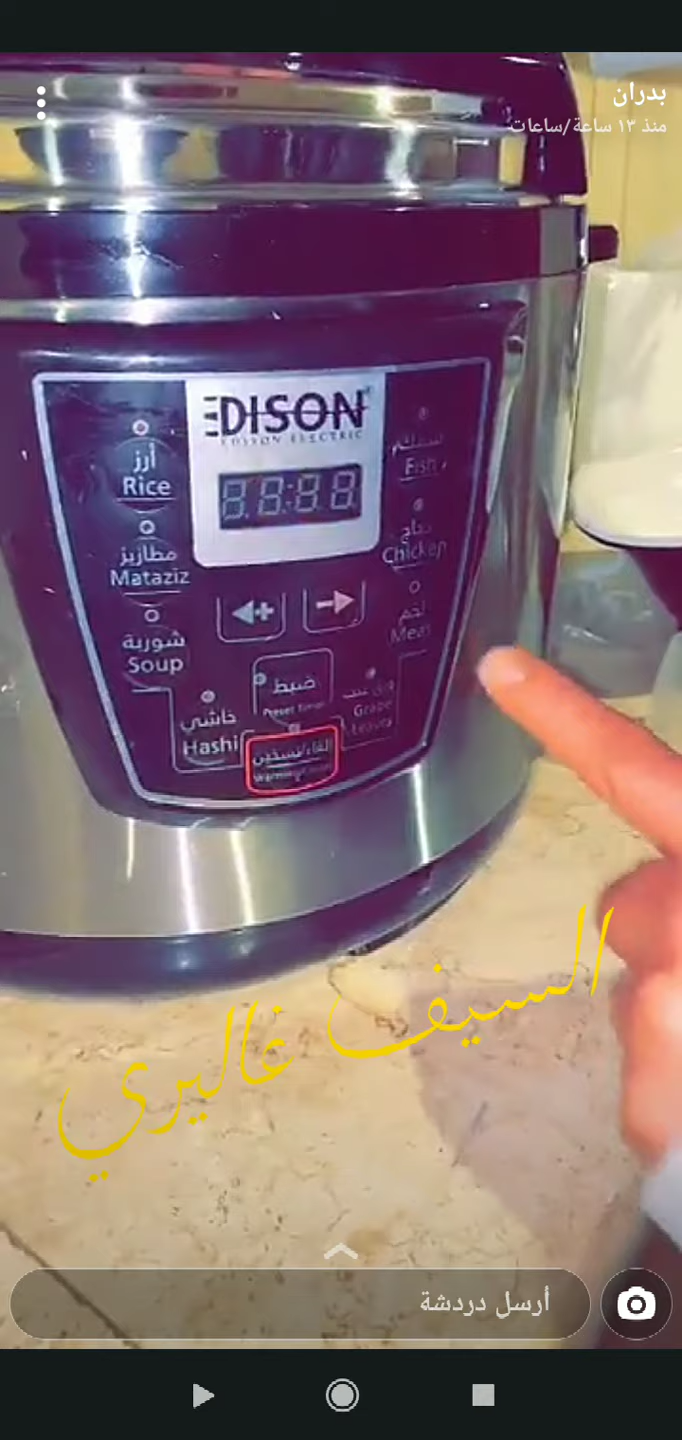 بدران
منذ ١٣ ساعة/ساعات
EDISON
EDISON ELECTRIC
أرز
Rice
مطازيز
Mataziz
شوربة
Soup
حاشي
Hashi
سمك
Fish
دجاج
Chicken
لحم
Meat
ورق عنب
Grape
Leaves
ضبط
Preset Timer
إلغاء/تسخين
السيف غاليري
أرسل دردشة